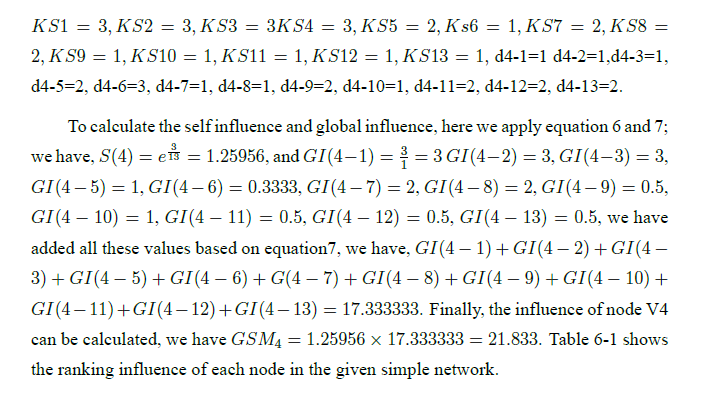 KS1 = 3, KS2 = 3, KS3 = 3KS4 = 3, KS5 = 2, Ks6 = 1, KS7 = 2, KS8 =
2, KS9 = 1, KS10 = 1, KS11 = 1, KS12 = 1, KS13 = 1, d4-1=1 d4-2=1,d4-3=1,
d4-5=2, d4-6=3, d4-7=1, d4-8=1, d4-9=2, d4-10=1, d4-11=2, d4-12=2, d4-13=2.
To calculate the self influence and global influence, here we apply equation 6 and 7;
we have, S(4) = e^{3/13} = 1.25956, and GI(4−1) = 3/1 = 3 GI(4−2) = 3, GI(4−3) = 3,
GI(4 − 5) = 1, GI(4 − 6) = 0.3333, GI(4 − 7) = 2, GI(4 − 8) = 2, GI(4 − 9) = 0.5,
GI(4 − 10) = 1, GI(4 − 11) = 0.5, GI(4 − 12) = 0.5, GI(4 − 13) = 0.5, we have
added all these values based on equation7, we have, GI(4 − 1) + GI(4 − 2) + GI(4 −
3) + GI(4 − 5) + GI(4 − 6) + G(4 − 7) + GI(4 − 8) + GI(4 − 9) + GI(4 − 10) +
GI(4−11)+GI(4−12)+GI(4−13) = 17.333333. Finally, the influence of node V4
can be calculated, we have GSM₄ = 1.25956 × 17.333333 = 21.833. Table 6-1 shows
the ranking influence of each node in the given simple network.